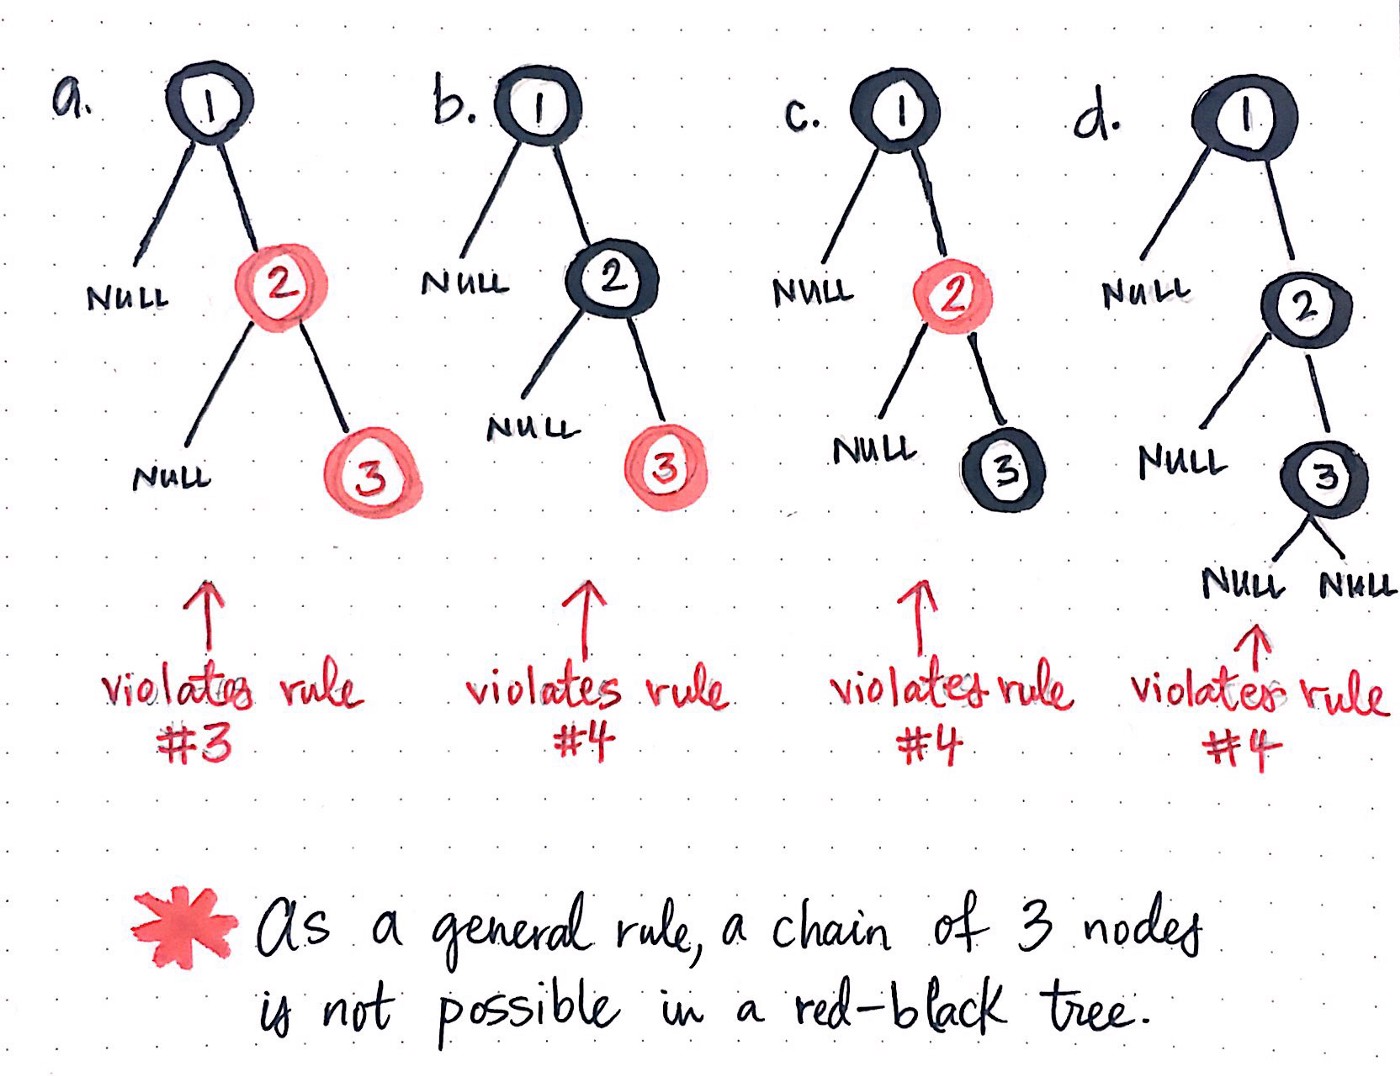 a.
1
NULL
2
NULL
3
violates rule
#3
b.
1
NULL
2
NULL
3
violates rule
#4
c.
1
NULL
2
NULL
3
violates rule
#4
d.
1
NULL
2
NULL
3
NULL NULL
violates rule
#4
As a general rule, a chain of 3 nodes
is not possible in a red-black tree.